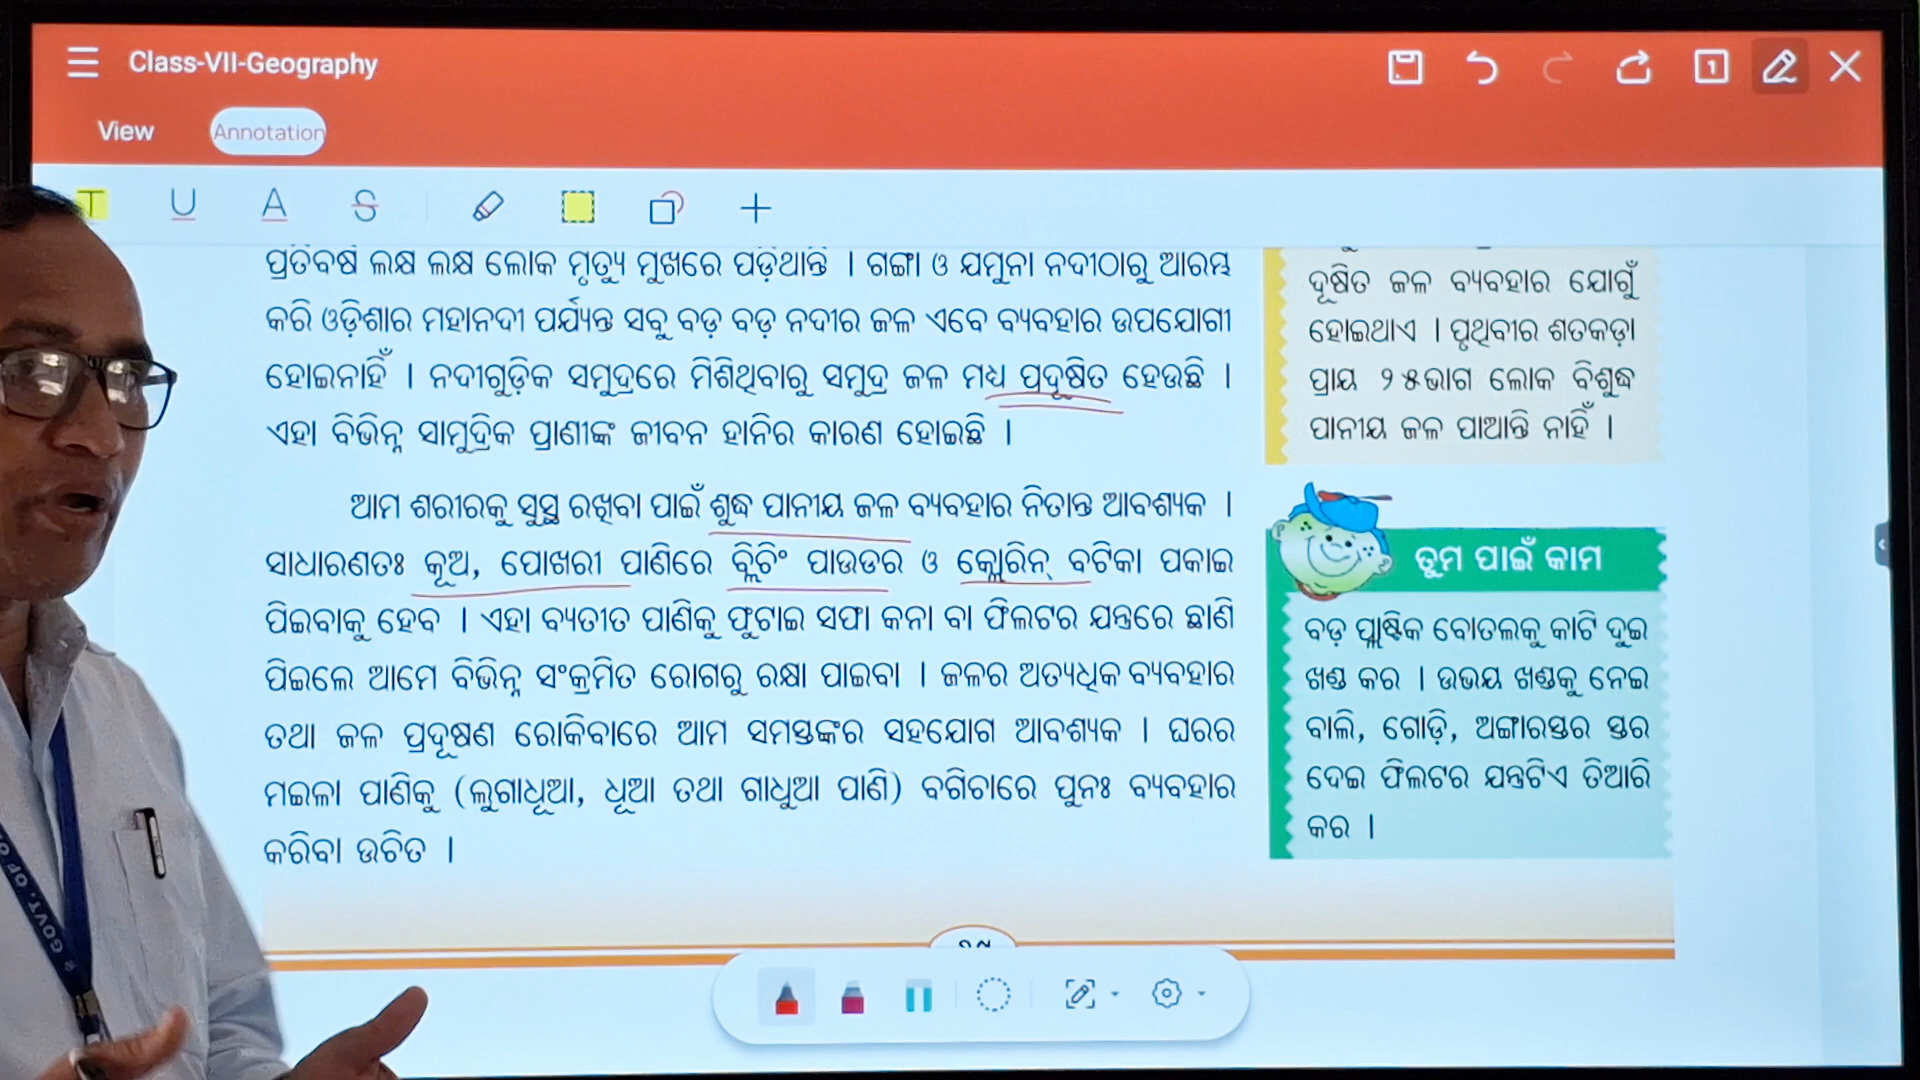 Class-VII-Geography
View
Annotation
ପ୍ରତିବର୍ଷ ଲକ୍ଷ ଲକ୍ଷ ଲୋକ ମୃତ୍ୟୁ ମୁଖରେ ପଡ଼ିଥାନ୍ତି । ଗଙ୍ଗା ଓ ଯମୁନା ନଦୀଠାରୁ ଆରମ୍ଭ
କରି ଓଡ଼ିଶାର ମହାନଦୀ ପର୍ଯ୍ୟନ୍ତ ସବୁ ବଡ଼ ବଡ଼ ନଦୀର ଜଳ ଏବେ ବ୍ୟବହାର ଉପଯୋଗୀ
ହୋଇନାହିଁ । ନଦୀଗୁଡ଼ିକ ସମୁଦ୍ରରେ ମିଶିଥିବାରୁ ସମୁଦ୍ର ଜଳ ମଧ୍ୟ ପ୍ରଦୂଷିତ ହେଉଛି ।
ଏହା ବିଭିନ୍ନ ସାମୁଦ୍ରିକ ପ୍ରାଣୀଙ୍କ ଜୀବନ ହାନିର କାରଣ ହୋଇଛି ।
ଆମ ଶରୀରକୁ ସୁସ୍ଥ ରଖିବା ପାଇଁ ଶୁଦ୍ଧ ପାନୀୟ ଜଳ ବ୍ୟବହାର ନିତାନ୍ତ ଆବଶ୍ୟକ ।
ସାଧାରଣତଃ କୂଅ, ପୋଖରୀ ପାଣିରେ ବ୍ଲିଚିଂ ପାଉଡର ଓ କ୍ଲୋରିନ୍ ବଟିକା ପକାଇ
ପିଇବାକୁ ହେବ । ଏହା ବ୍ୟତୀତ ପାଣିକୁ ଫୁଟାଇ ସଫା କନା ବା ଫିଲଟର ଯନ୍ତ୍ରରେ ଛାଣି
ପିଇଲେ ଆମେ ବିଭିନ୍ନ ସଂକ୍ରମିତ ରୋଗରୁ ରକ୍ଷା ପାଇବା । ଜଳର ଅତ୍ୟଧିକ ବ୍ୟବହାର
ତଥା ଜଳ ପ୍ରଦୂଷଣ ରୋକିବାରେ ଆମ ସମସ୍ତଙ୍କର ସହଯୋଗ ଆବଶ୍ୟକ । ଘରର
ମଇଳା ପାଣିକୁ (ଲୁଗାଧୂଆ, ଧୂଆ ତଥା ଗାଧୁଆ ପାଣି) ବଗିଚାରେ ପୁନଃ ବ୍ୟବହାର
କରିବା ଉଚିତ ।
ଦୂଷିତ ଜଳ ବ୍ୟବହାର ଯୋଗୁଁ
ହୋଇଥାଏ । ପୃଥିବୀର ଶତକଡ଼ା
ପ୍ରାୟ ୨୫ଭାଗ ଲୋକ ବିଶୁଦ୍ଧ
ପାନୀୟ ଜଳ ପାଆନ୍ତି ନାହିଁ ।
ତୁମ ପାଇଁ କାମ
ବଡ଼ ପ୍ଲାଷ୍ଟିକ ବୋତଲକୁ କାଟି ଦୁଇ
ଖଣ୍ଡ କର । ଉଭୟ ଖଣ୍ଡକୁ ନେଇ
ବାଲି, ଗୋଡ଼ି, ଅଙ୍ଗାରସ୍ତର ସ୍ତର
ଦେଇ ଫିଲଟର ଯନ୍ତ୍ରଟିଏ ତିଆରି
କର ।
GOVT. OF